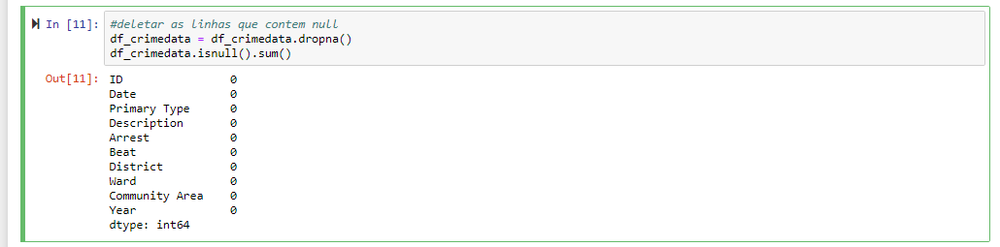 In [11]: #deletar as linhas que contem null
df_crimedata = df_crimedata.dropna()
df_crimedata.isnull().sum()
Out[11]: ID 0
Date 0
Primary Type 0
Description 0
Arrest 0
Beat 0
District 0
Ward 0
Community Area 0
Year 0
dtype: int64